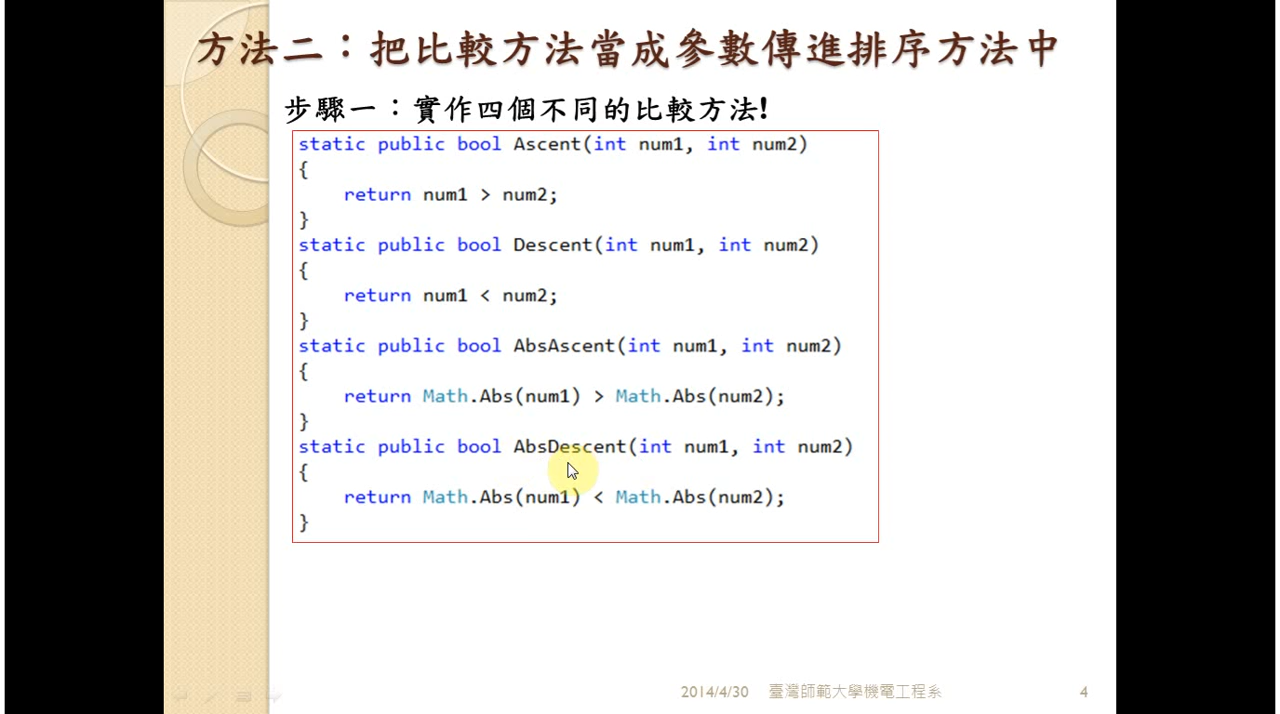 方法二：把比較方法當成參數傳進排序方法中
步驟一：實作四個不同的比較方法!
static public bool Ascent(int num1, int num2)
{
    return num1 > num2;
}
static public bool Descent(int num1, int num2)
{
    return num1 < num2;
}
static public bool AbsAscent(int num1, int num2)
{
    return Math.Abs(num1) > Math.Abs(num2);
}
static public bool AbsDescent(int num1, int num2)
{
    return Math.Abs(num1) < Math.Abs(num2);
}
2014/4/30 臺灣師範大學機電工程系 4